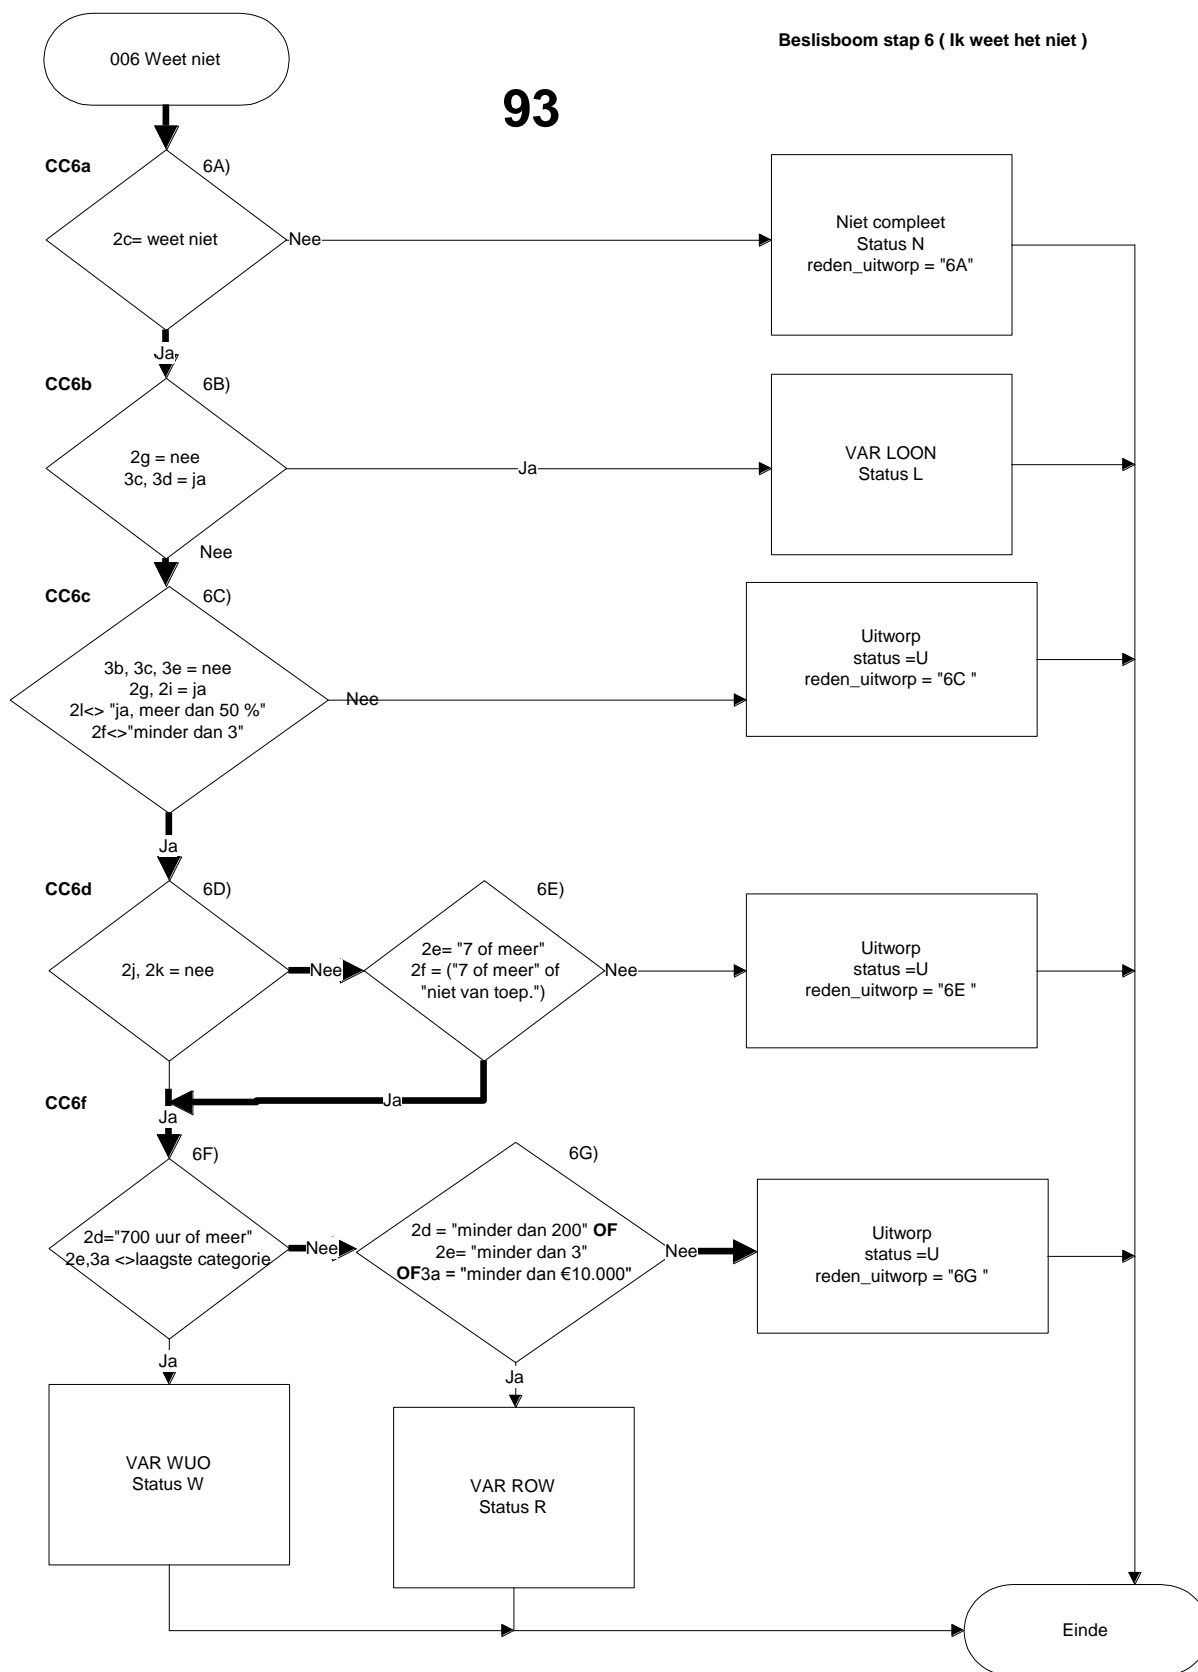 006 Weet niet
Beslisboom stap 6 ( Ik weet het niet )
93
CC6a
6A)
2c= weet niet
Nee
Niet compleet
Status N
reden_uitworp = "6A"
Ja
CC6b
6B)
2g = nee
3c, 3d = ja
Ja
VAR LOON
Status L
Nee
CC6c
6C)
3b, 3c, 3e = nee
2g, 2i = ja
2l<> "ja, meer dan 50 %"
2f<>"minder dan 3"
Nee
Uitworp
status =U
reden_uitworp = "6C "
Ja
CC6d
6D)
2j, 2k = nee
Nee
6E)
2e= "7 of meer"
2f = ("7 of meer" of
"niet van toep.")
Nee
Uitworp
status =U
reden_uitworp = "6E "
Ja
CC6f
Ja
6F)
2d="700 uur of meer"
2e,3a <>laagste categorie
Nee
6G)
2d = "minder dan 200" OF
2e= "minder dan 3"
OF3a = "minder dan €10.000"
Nee
Uitworp
status =U
reden_uitworp = "6G "
Ja
Ja
VAR WUO
Status W
VAR ROW
Status R
Einde